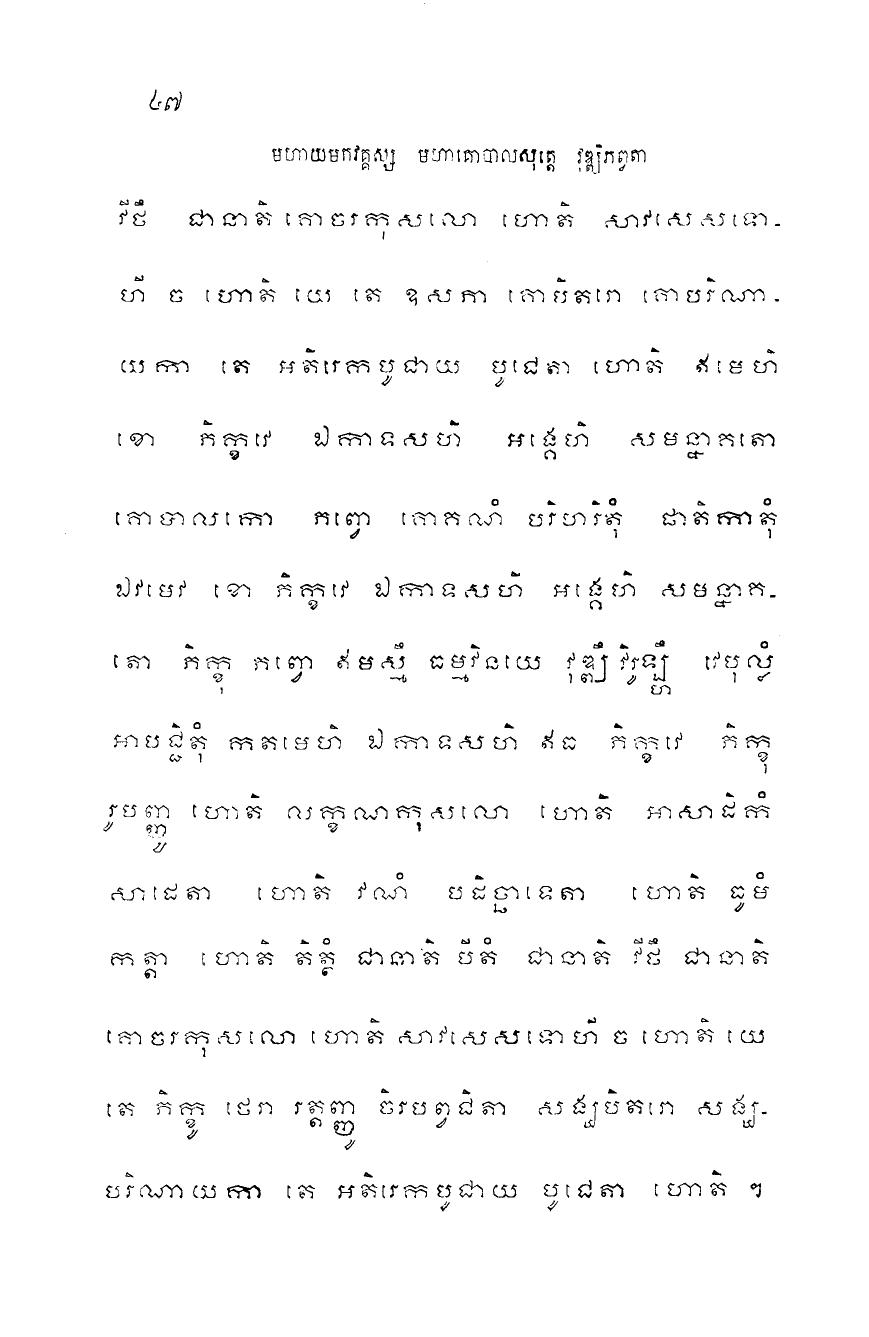 ៤៧
មហាយមកវគ្គស្ស មហាគោបាលសុត្តេ វុឌ្ឍិភព្វតា
វីថឹ ជានាតិ គោចរកុសលោ ហោតិ សាវសេសទោ-
ហី ច ហោតិ យេ តេ ឧសភា គោបិតរោ គោបរិណា-
យកា តេ អតិរេកបូជាយ បូជេតា ហោតិ ឥមេហិ
ខោ ភិក្ខវេ ឯកាទសហិ អង្គេហិ សមន្នាគតោ
គោបាលកោ ភព្វោ គោគណំ បរិហរិតុំ ផាតិកាតុំ
ឯវមេវ ខោ ភិក្ខវេ ឯកាទសហិ អង្គេហិ សមន្នាគ-
តោ ភិក្ខុ ភព្វោ ឥមស្មឹ ធម្មវិនយេ វុឌ្ឍឹ វិរូឡ្ហឹ វេបុល្លំ
អាបជ្ជិតុំ កតមេហិ ឯកាទសហិ ឥធ ភិក្ខវេ ភិក្ខុ
រូបញ្ញូ ហោតិ លក្ខណកុសលោ ហោតិ អាសាដិកំ
សាដេតា ហោតិ វណំ បដិច្ឆាទេតា ហោតិ ធូមំ
កត្តា ហោតិ តិត្ថំ ជានាតិ បីតំ ជានាតិ វីថឹ ជានាតិ
គោចរកុសលោ ហោតិ សាវសេសទោហី ច ហោតិ យេ
តេ ភិក្ខូ ថេរា រត្តញ្ញូ ចិរបព្វជិតា សង្ឃបិតរោ សង្ឃ-
បរិណាយកា តេ អតិរេកបូជាយ បូជេតា ហោតិ ៗ